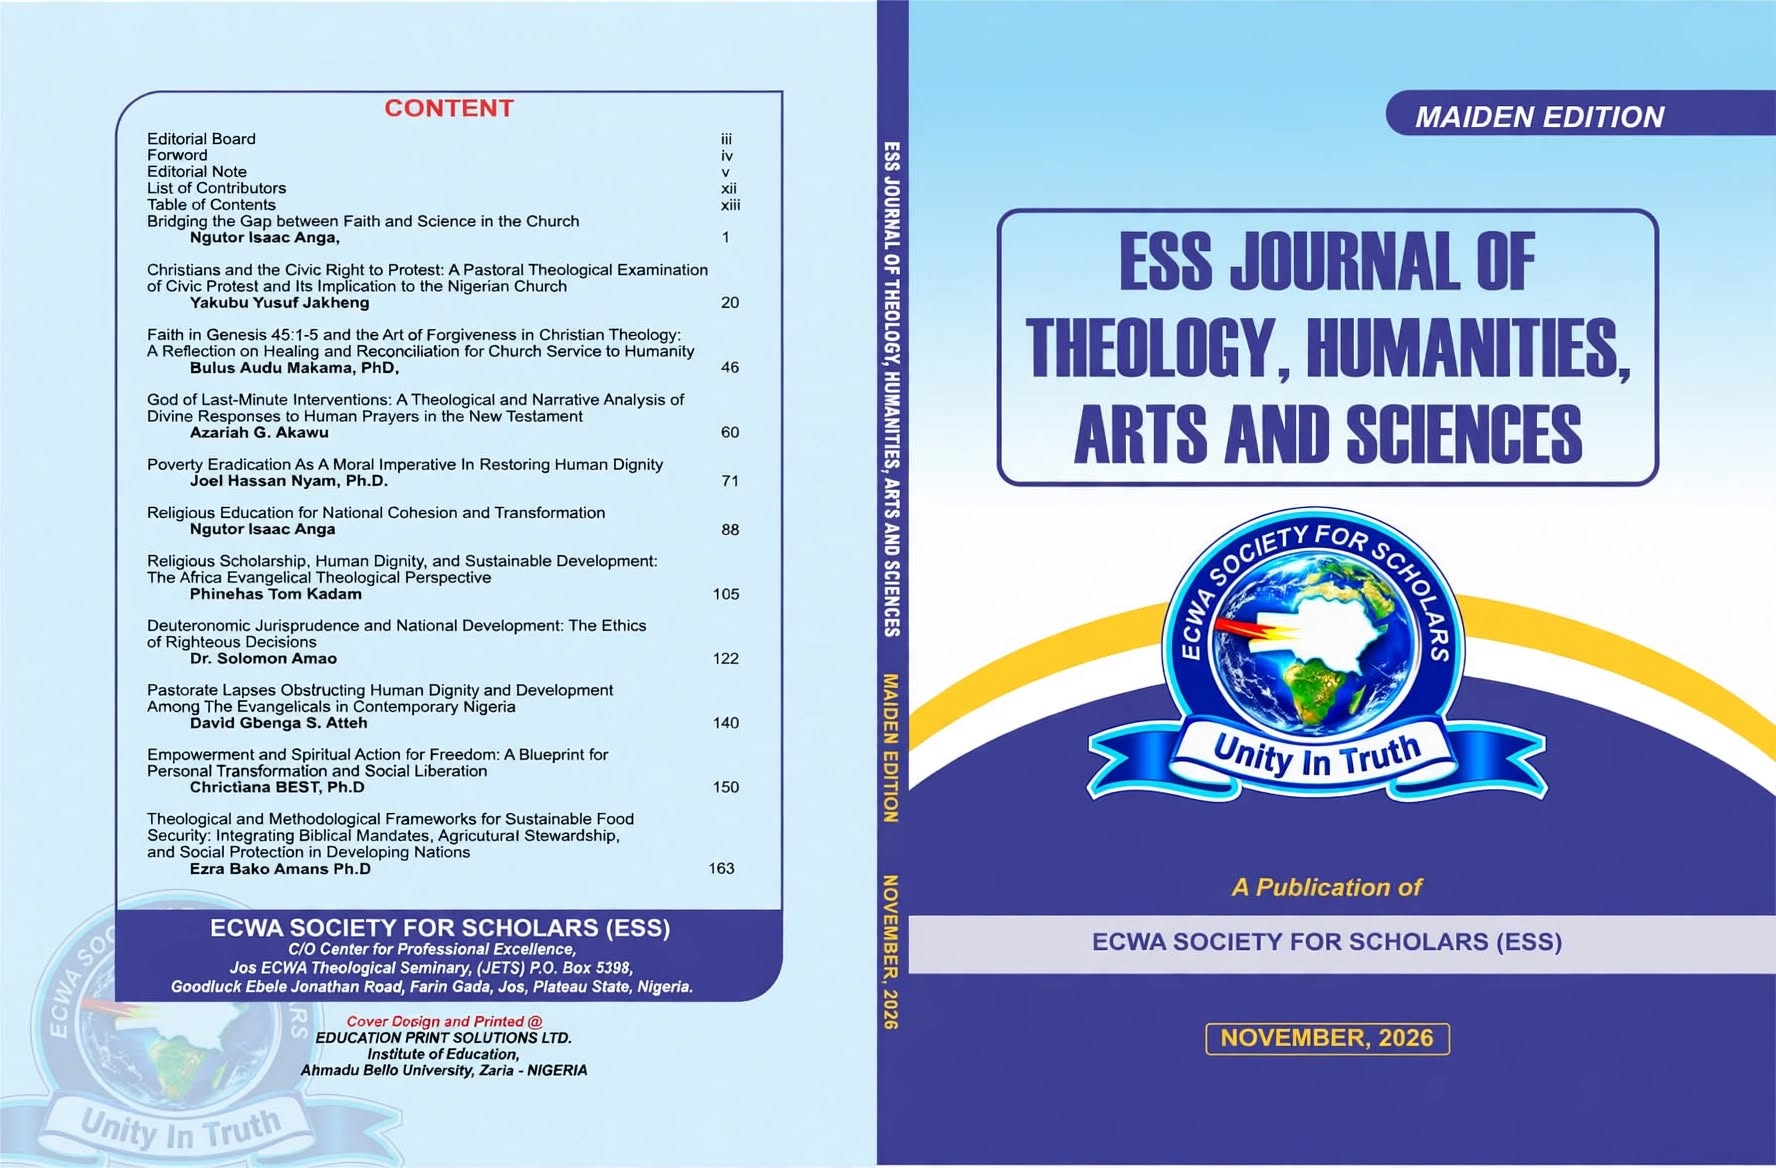 CONTENT
Editorial Board iii
Forword iv
Editorial Note v
List of Contributors xii
Table of Contents xiii
Bridging the Gap between Faith and Science in the Church
Ngutor Isaac Anga, 1
Christians and the Civic Right to Protest: A Pastoral Theological Examination
of Civic Protest and Its Implication to the Nigerian Church
Yakubu Yusuf Jakheng 20
Faith in Genesis 45:1-5 and the Art of Forgiveness in Christian Theology:
A Reflection on Healing and Reconciliation for Church Service to Humanity
Bulus Audu Makama, PhD, 46
God of Last-Minute Interventions: A Theological and Narrative Analysis of
Divine Responses to Human Prayers in the New Testament
Azariah G. Akawu 60
Poverty Eradication As A Moral Imperative In Restoring Human Dignity
Joel Hassan Nyam, Ph.D. 71
Religious Education for National Cohesion and Transformation
Ngutor Isaac Anga 88
Religious Scholarship, Human Dignity, and Sustainable Development:
The Africa Evangelical Theological Perspective
Phinehas Tom Kadam 105
Deuteronomic Jurisprudence and National Development: The Ethics
of Righteous Decisions
Dr. Solomon Amao 122
Pastorate Lapses Obstructing Human Dignity and Development
Among The Evangelicals in Contemporary Nigeria
David Gbenga S. Atteh 140
Empowerment and Spiritual Action for Freedom: A Blueprint for
Personal Transformation and Social Liberation
Chrictiana BEST, Ph.D 150
Theological and Methodological Frameworks for Sustainable Food
Security: Integrating Biblical Mandates, Agricutural Stewardship,
and Social Protection in Developing Nations
Ezra Bako Amans Ph.D 163
ECWA SOCIETY FOR SCHOLARS (ESS)
C/O Center for Professional Excellence,
Jos ECWA Theological Seminary, (JETS) P.O. Box 5398,
Goodluck Ebele Jonathan Road, Farin Gada, Jos, Plateau State, Nigeria.
Cover Design and Printed @
EDUCATION PRINT SOLUTIONS LTD.
Institute of Education,
Ahmadu Bello University, Zaria - NIGERIA
ECWA SOC
ARS
Unity In Truth
ESS JOURNAL OF THEOLOGY, HUMANITIES, ARTS AND SCIENCES MAIDEN EDITION NOVEMBER, 2026
MAIDEN EDITION
ESS JOURNAL OF
THEOLOGY, HUMANITIES,
ARTS AND SCIENCES
ECWA SOCIETY FOR SCHOLARS
Unity In Truth
A Publication of
ECWA SOCIETY FOR SCHOLARS (ESS)
NOVEMBER, 2026